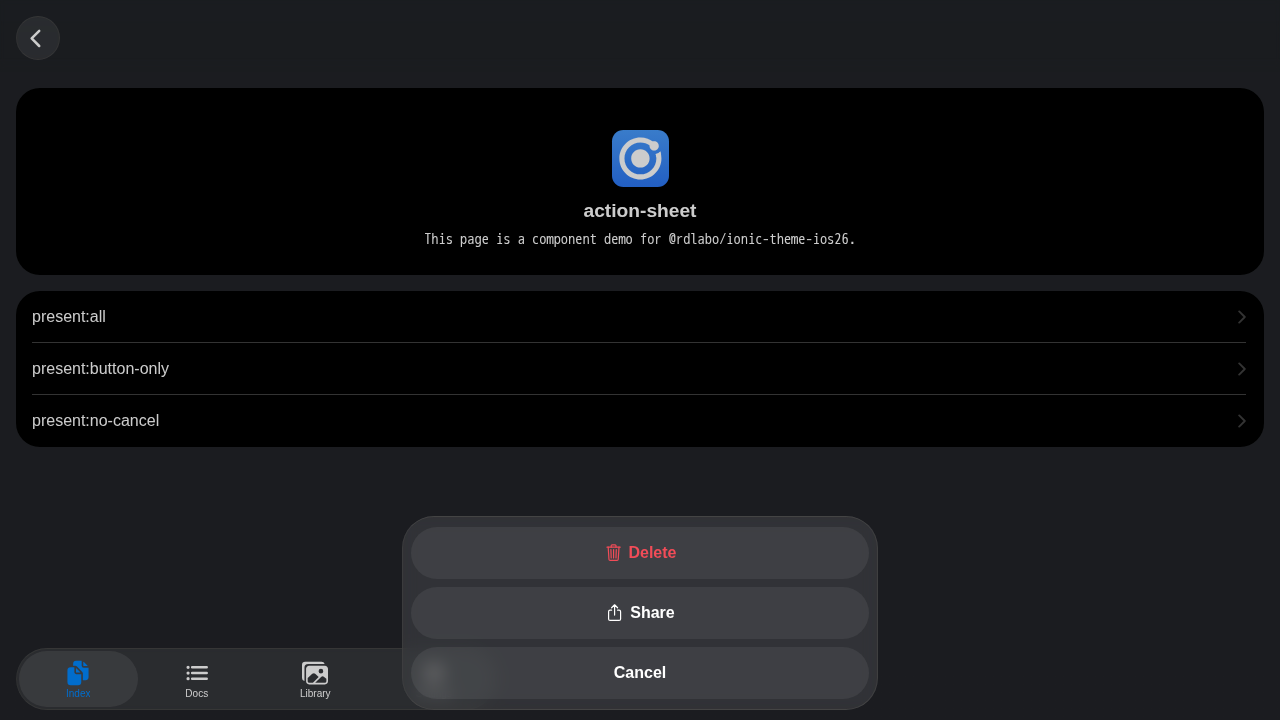 action-sheet
This page is a component demo for @rdlabo/ionic-theme-ios26.
present:all
present:button-only
present:no-cancel
Delete
Share
Cancel
Index
Docs
Library